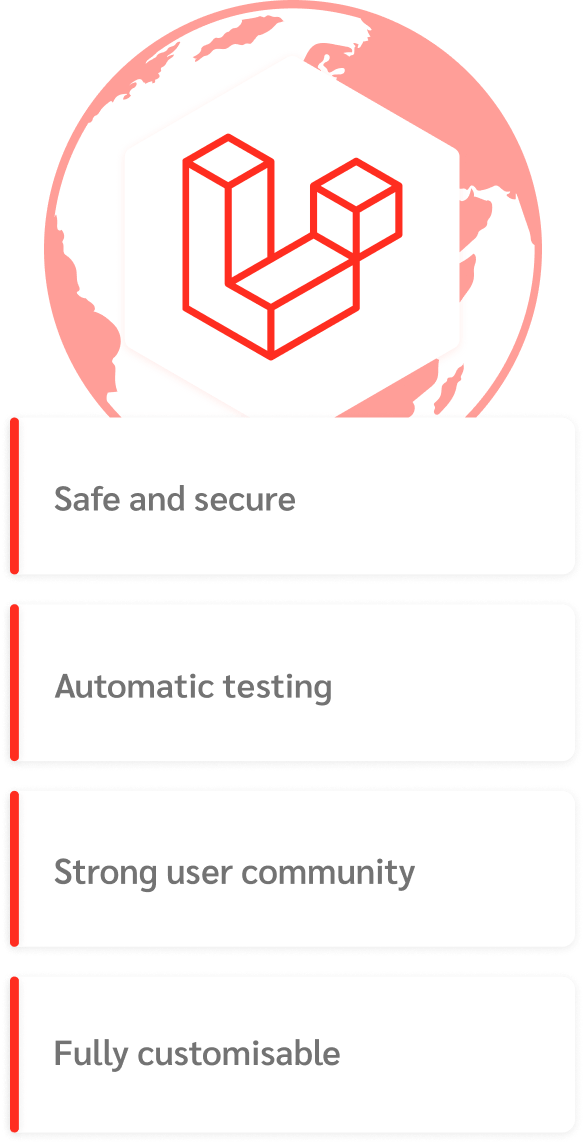 Safe and secure
Automatic testing
Strong user community
Fully customisable